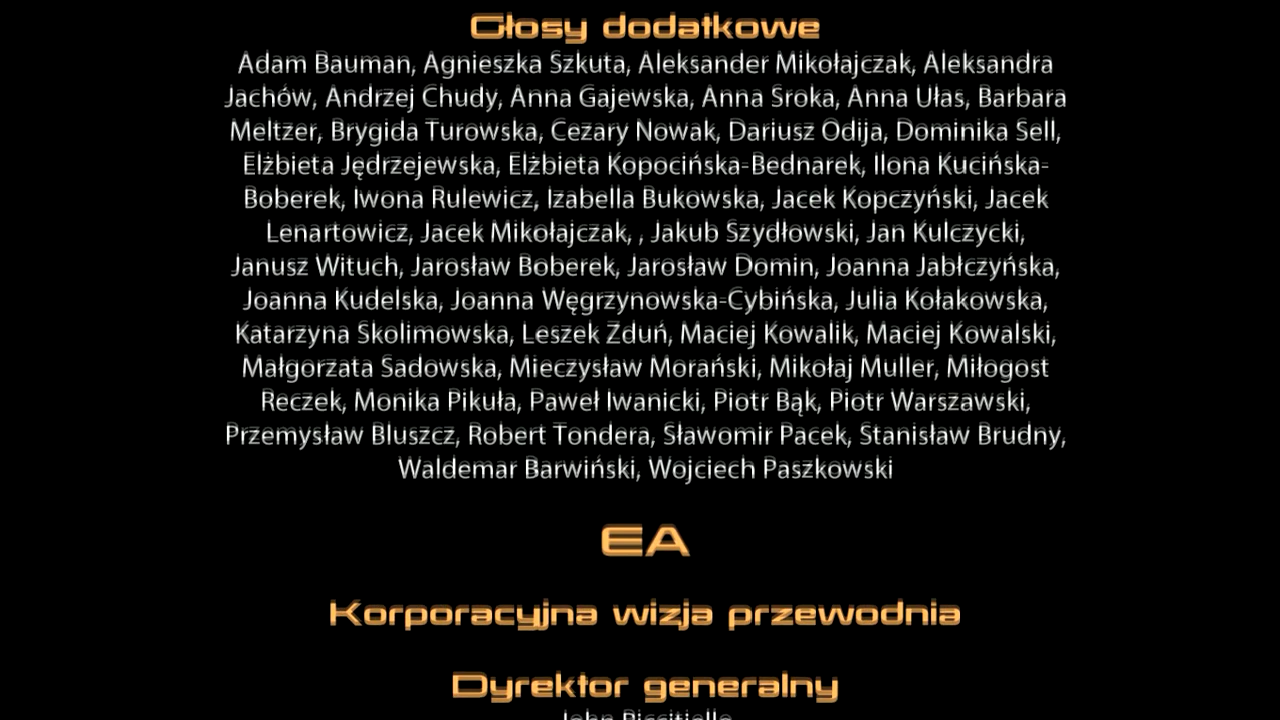 Głosy dodatkowe
Adam Bauman, Agnieszka Szkuta, Aleksander Mikołajczak, Aleksandra
Jachów, Andrzej Chudy, Anna Gajewska, Anna Sroka, Anna Ułas, Barbara
Meltzer, Brygida Turowska, Cezary Nowak, Dariusz Odija, Dominika Sell,
Elżbieta Jędrzejewska, Elżbieta Kopocińska-Bednarek, Ilona Kucińska-
Boberek, Iwona Rulewicz, Izabella Bukowska, Jacek Kopczyński, Jacek
Lenartowicz, Jacek Mikołajczak, , Jakub Szydłowski, Jan Kulczycki,
Janusz Wituch, Jarosław Boberek, Jarosław Domin, Joanna Jabłczyńska,
Joanna Kudelska, Joanna Węgrzynowska-Cybińska, Julia Kołakowska,
Katarzyna Skolimowska, Leszek Zduń, Maciej Kowalik, Maciej Kowalski,
Małgorzata Sadowska, Mieczysław Morański, Mikołaj Muller, Miłogost
Reczek, Monika Pikuła, Paweł Iwanicki, Piotr Bąk, Piotr Warszawski,
Przemysław Bluszcz, Robert Tondera, Sławomir Pacek, Stanisław Brudny,
Waldemar Barwiński, Wojciech Paszkowski
EA
Korporacyjna wizja przewodnia
Dyrektor generalny
John Riccitiello